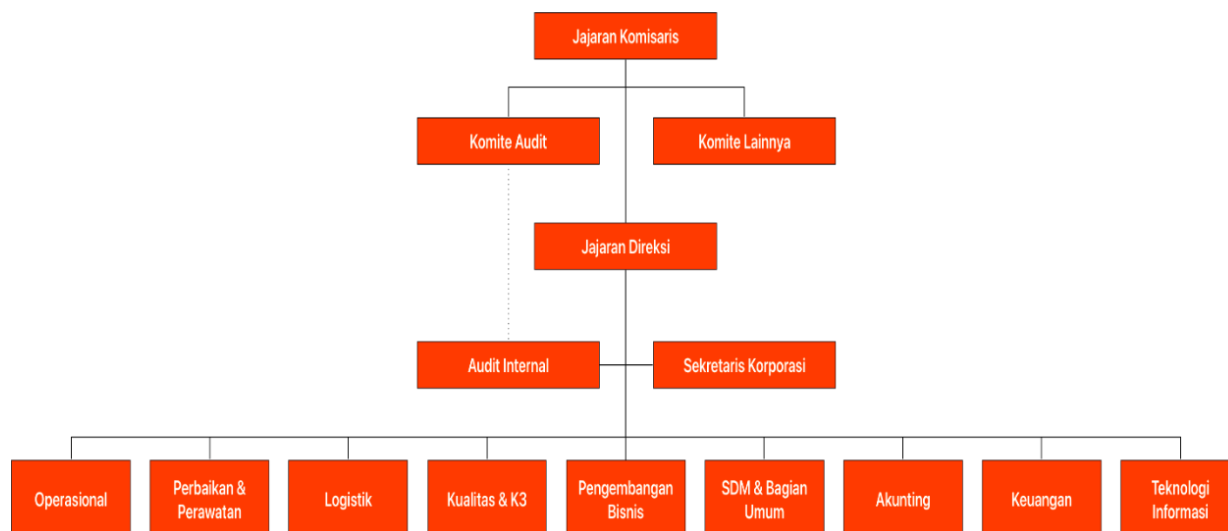 Jajaran Komisaris
Komite Audit
Komite Lainnya
Jajaran Direksi
Audit Internal
Sekretaris Korporasi
Operasional
Perbaikan &
Perawatan
Logistik
Kualitas & K3
Pengembangan
Bisnis
SDM & Bagian
Umum
Akunting
Keuangan
Teknologi
Informasi